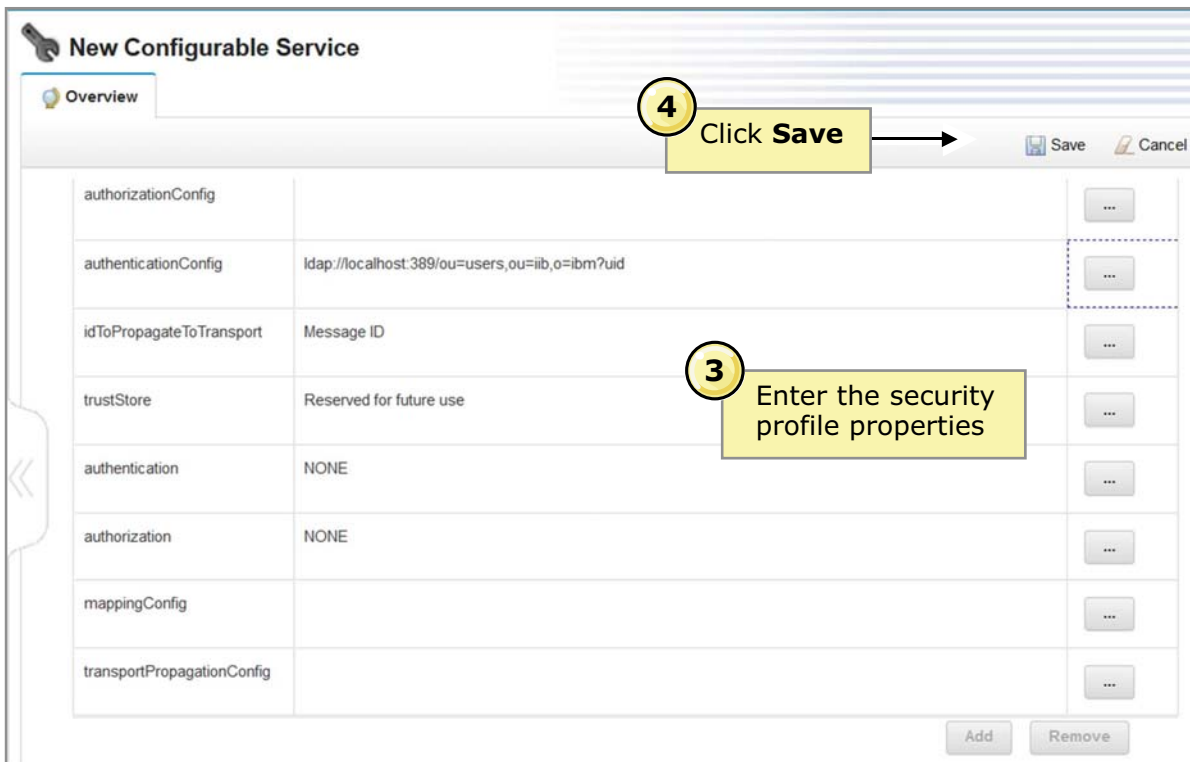 New Configurable Service
Overview
4
Click Save
Save Cancel
authorizationConfig ...
authenticationConfig ldap://localhost:389/ou=users,ou=iib,o=ibm?uid ...
idToPropagateToTransport Message ID ...
3
Enter the security
profile properties
trustStore Reserved for future use ...
authentication NONE ...
authorization NONE ...
mappingConfig ...
transportPropagationConfig ...
Add Remove